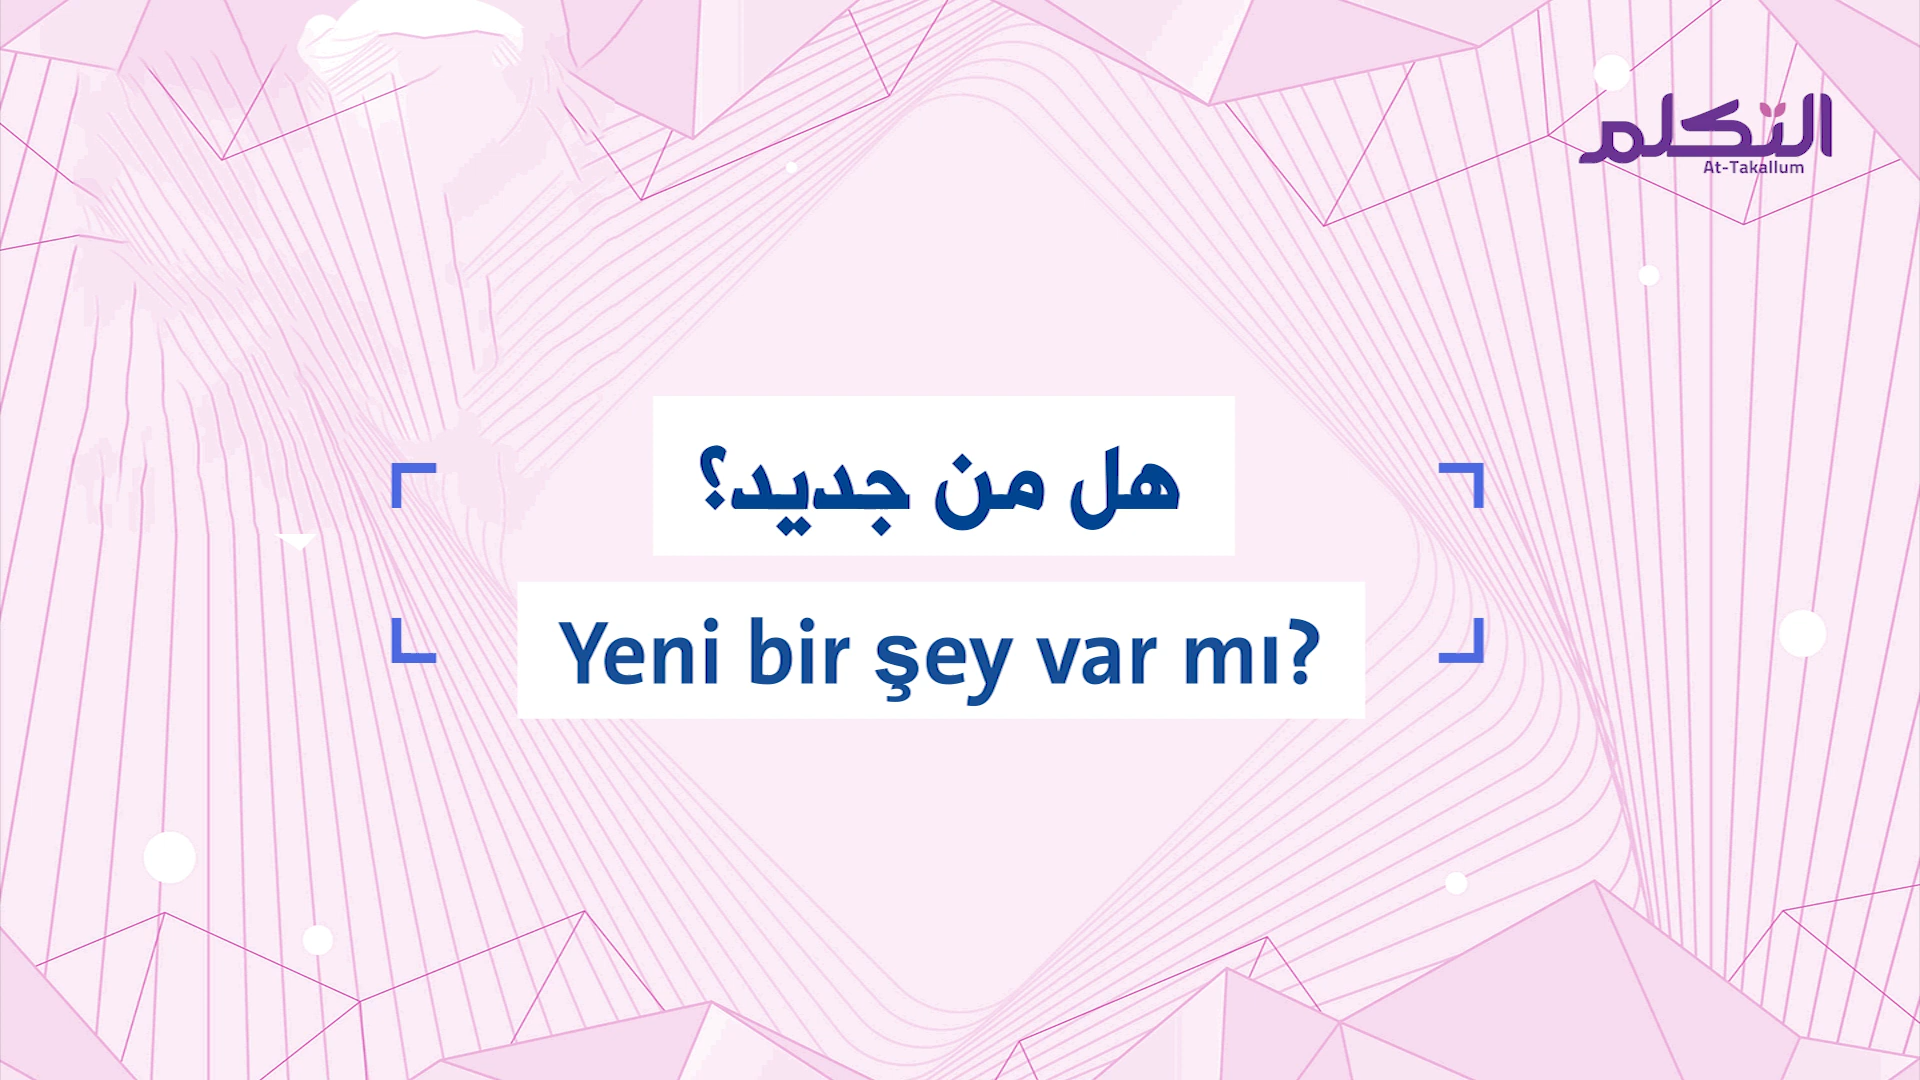 التكلم
At-Takallum
هل من جديد؟
Yeni bir şey var mı?